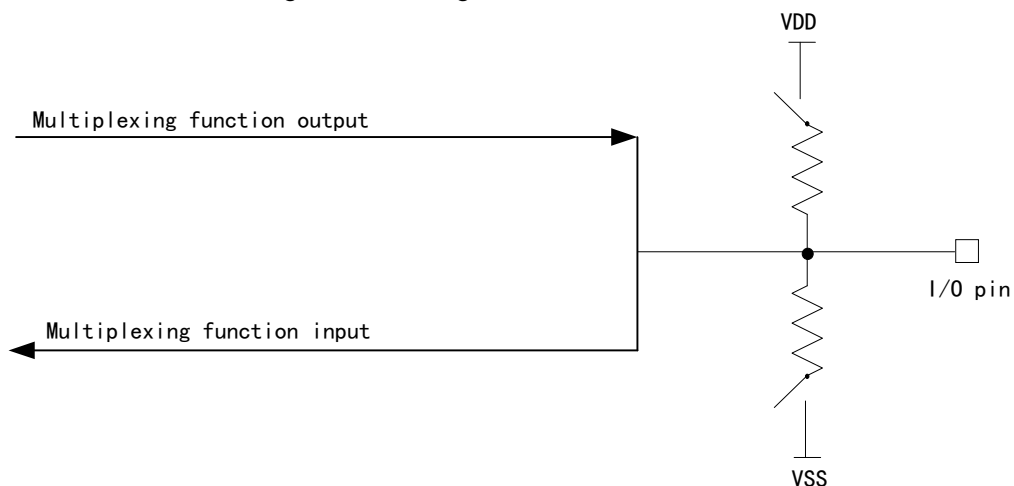 VDD
Multiplexing function output
I/O pin
Multiplexing function input
VSS